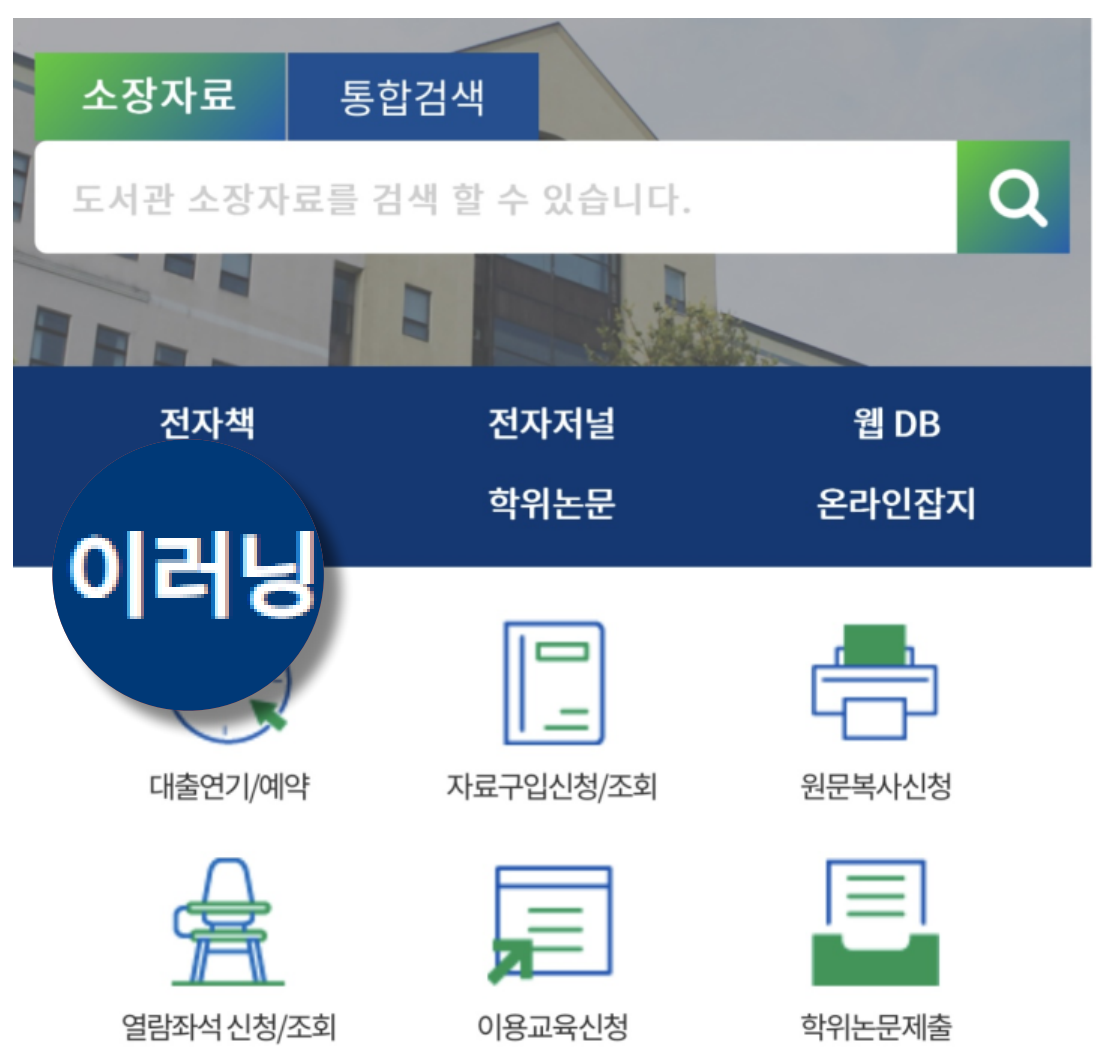 소장자료 통합검색
도서관 소장자료를 검색 할 수 있습니다.
전자책 전자저널 웹 DB
이러닝 학위논문 온라인잡지
대출연기/예약 자료구입신청/조회 원문복사신청
열람좌석 신청/조회 이용교육신청 학위논문제출